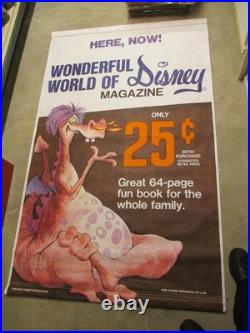 HERE, NOW!
WONDERFUL
WORLD OF Disney
MAGAZINE
ONLY
25¢
WITH
PURCHASE
Great 64-page
fun book for the
whole family.